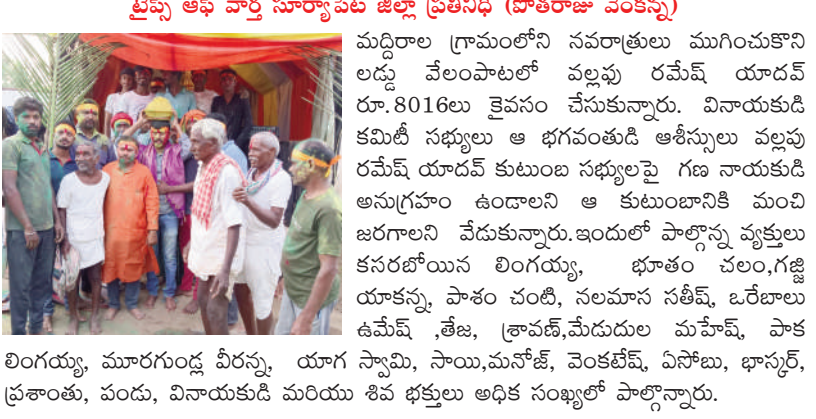 టైమ్స్ ఆఫ్ వార్త సూర్యాపేట జిల్లా ప్రతినిధి (పోతరాజు వెంకన్న)
మద్దిరాల గ్రామంలోని నవరాత్రులు ముగించుకొని
లడ్డు వేలంపాటలో వల్లపు రమేష్ యాదవ్
రూ.8016లు కైవసం చేసుకున్నారు. వినాయకుడి
కమిటీ సభ్యులు ఆ భగవంతుడి ఆశీస్సులు వల్లపు
రమేష్ యాదవ్ కుటుంబ సభ్యులపై గణ నాయకుడి
అనుగ్రహం ఉండాలని ఆ కుటుంబానికి మంచి
జరగాలని వేడుకున్నారు.ఇందులో పాల్గొన్న వ్యక్తులు
కసరబోయిన లింగయ్య, భూతం చలం,గజ్జి
యాకన్న, పాశం చంటి, నలమాస సతీష్, ఒరేబాలు
ఉమేష్ ,తేజ, శ్రావణ్,మేడుదుల మహేష్, పాక
లింగయ్య, మూరగుండ్ల వీరన్న, యాగ స్వామి, సాయి,మనోజ్, వెంకటేష్, ఏసోబు, భాస్కర్,
ప్రశాంతు, పండు, వినాయకుడి మరియు శివ భక్తులు అధిక సంఖ్యలో పాల్గొన్నారు.